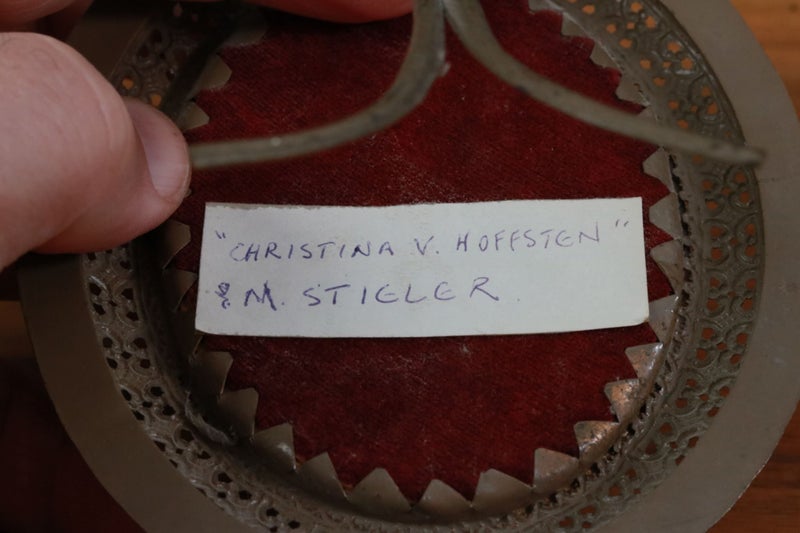 "CHRISTINA V. HOFFSTEN"
& M. STIELER.